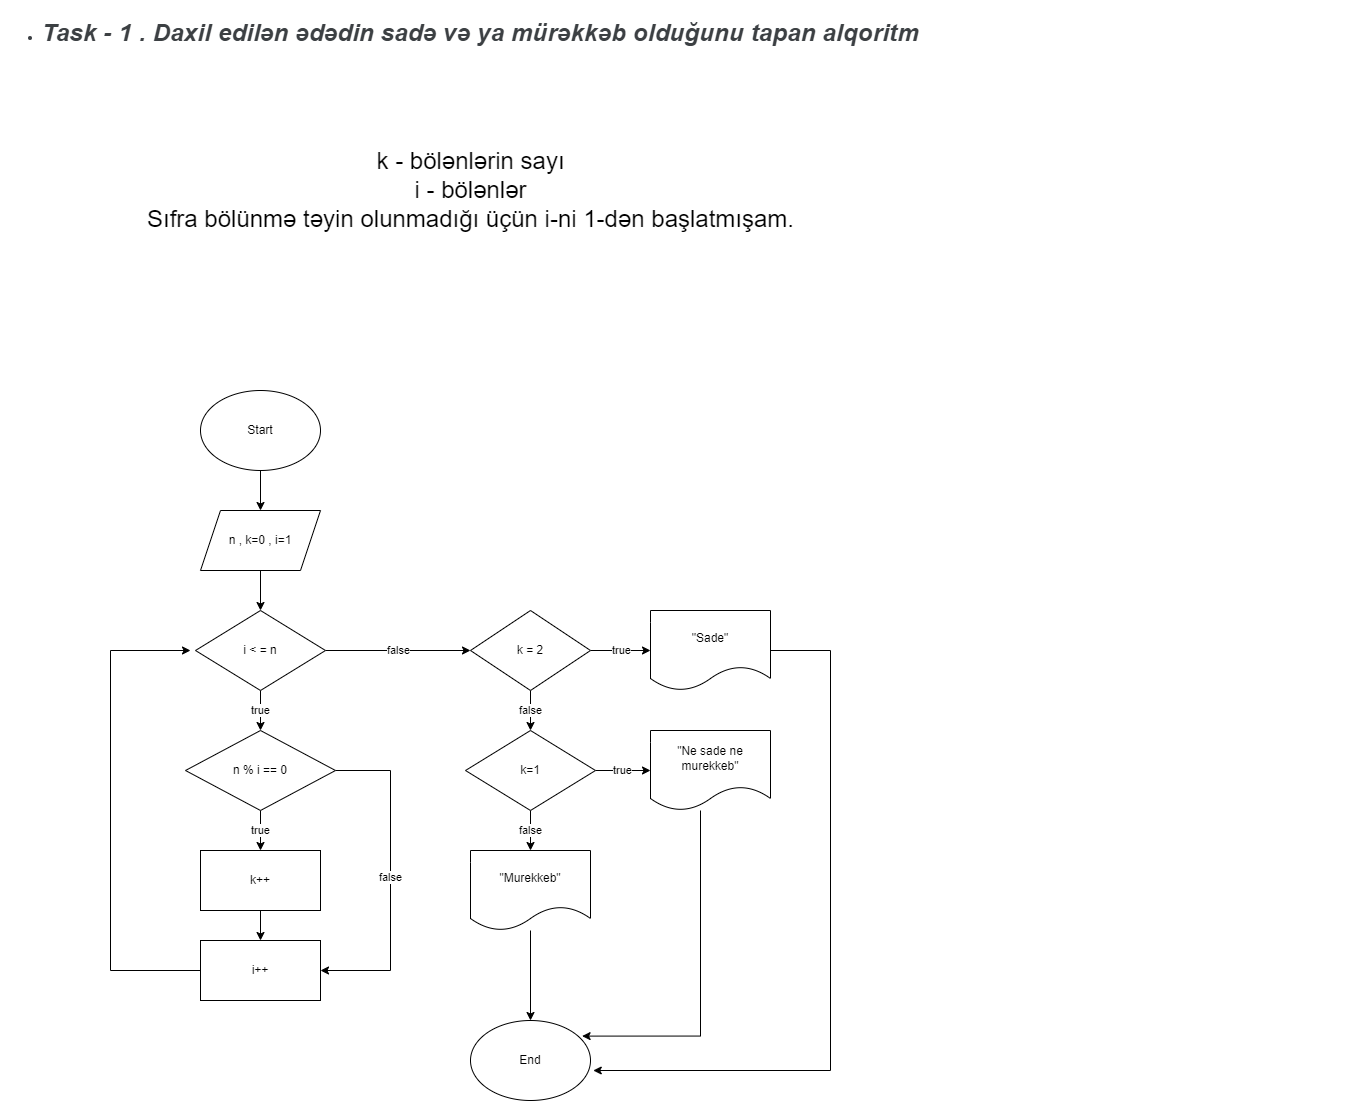 . Task - 1 . Daxil edilən ədədin sadə və ya mürəkkəb olduğunu tapan alqoritm
k - bölənlərin sayı
i - bölənlər
Sıfra bölünmə təyin olunmadığı üçün i-ni 1-dən başlatmışam.
Start
n , k=0 , i=1
i < = n
false
k = 2
true
"Sade"
true
false
n % i == 0
k=1
true
"Ne sade ne
murekkeb"
true
false
k++
false
"Murekkeb"
i++
End